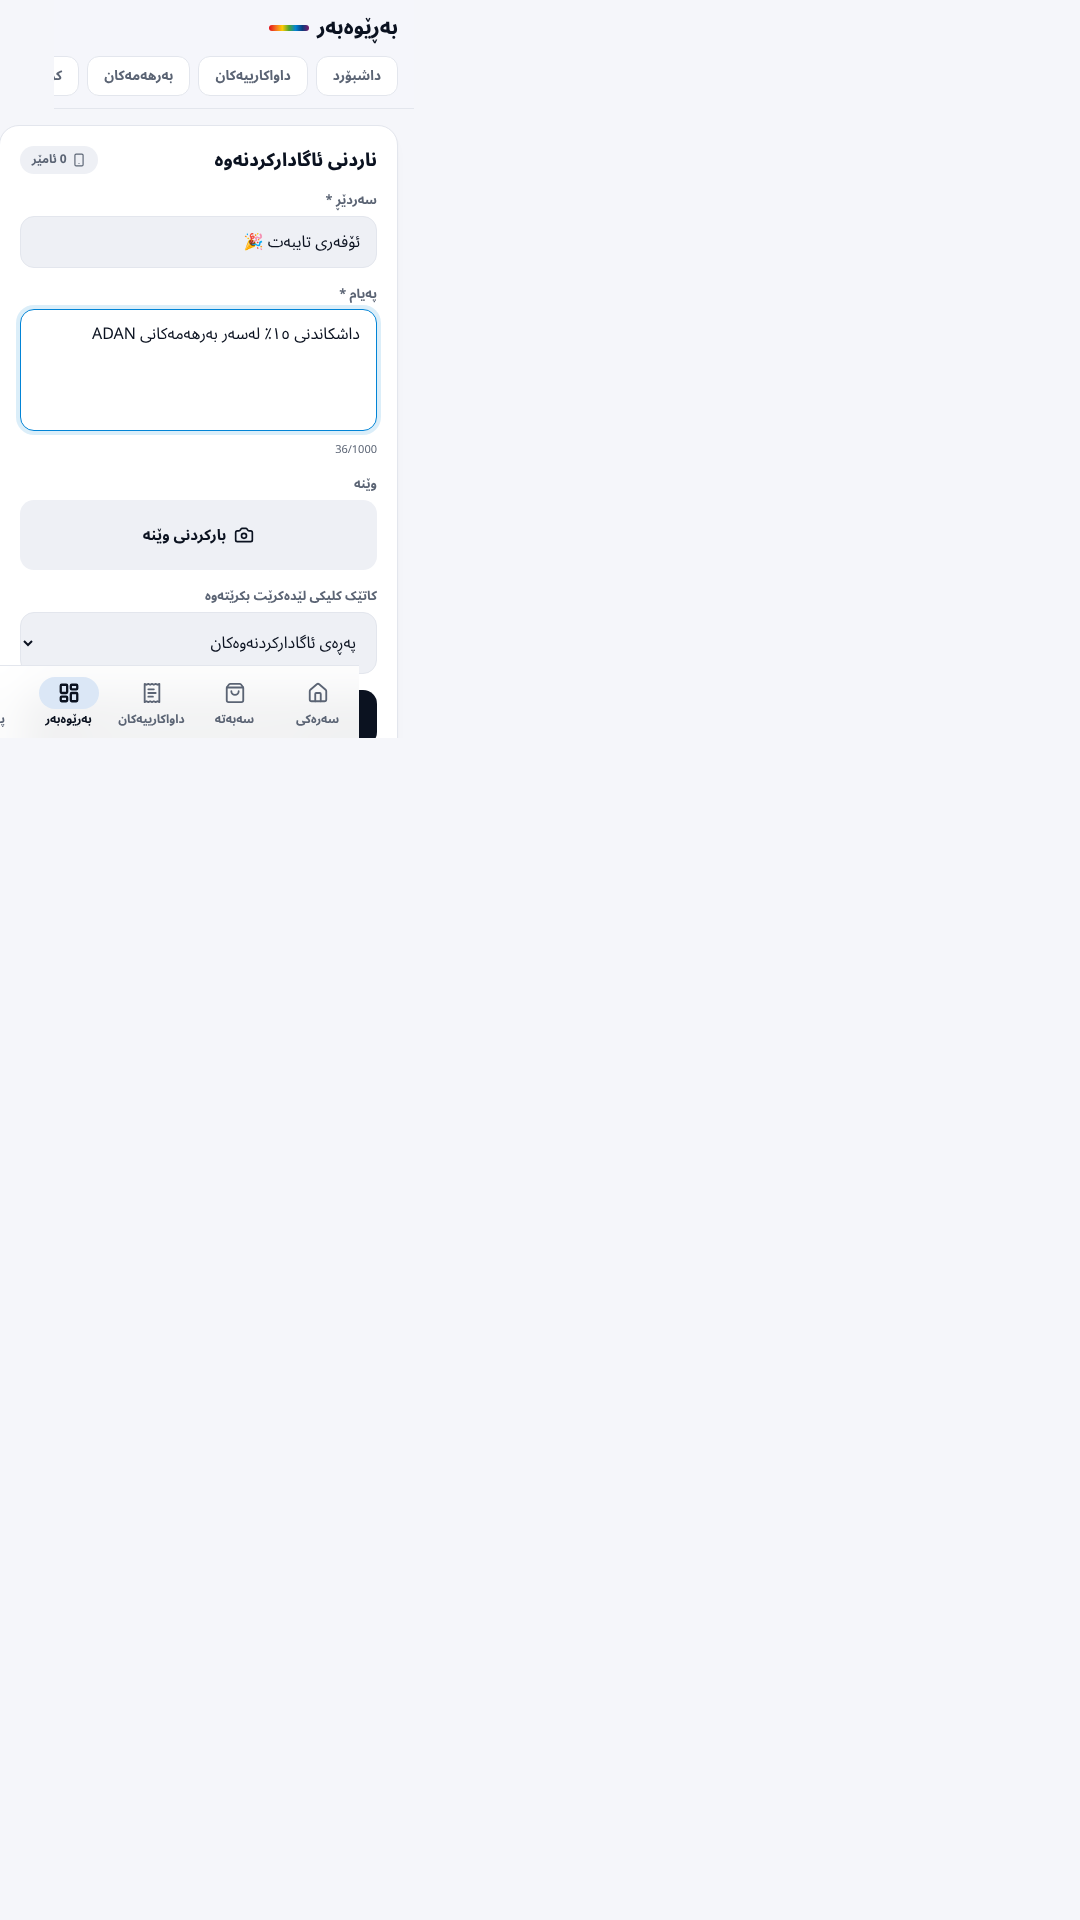 بەڕێوەبەر
داشبۆرد
داواکارییەکان
بەرهەمەکان
ناردنی ئاگادارکردنەوە
0 ئامێر
سەردێڕ *
ئۆفەری تایبەت 🎉
پەیام *
داشکاندنی ١٥٪ لەسەر بەرهەمەکانی ADAN
36/1000
وێنە
بارکردنی وێنە
کاتێک کلیکی لێدەکرێت بکرێتەوە
پەڕەی ئاگادارکردنەوەکان
سەرەکی
سەبەتە
داواکارییەکان
بەڕێوەبەر